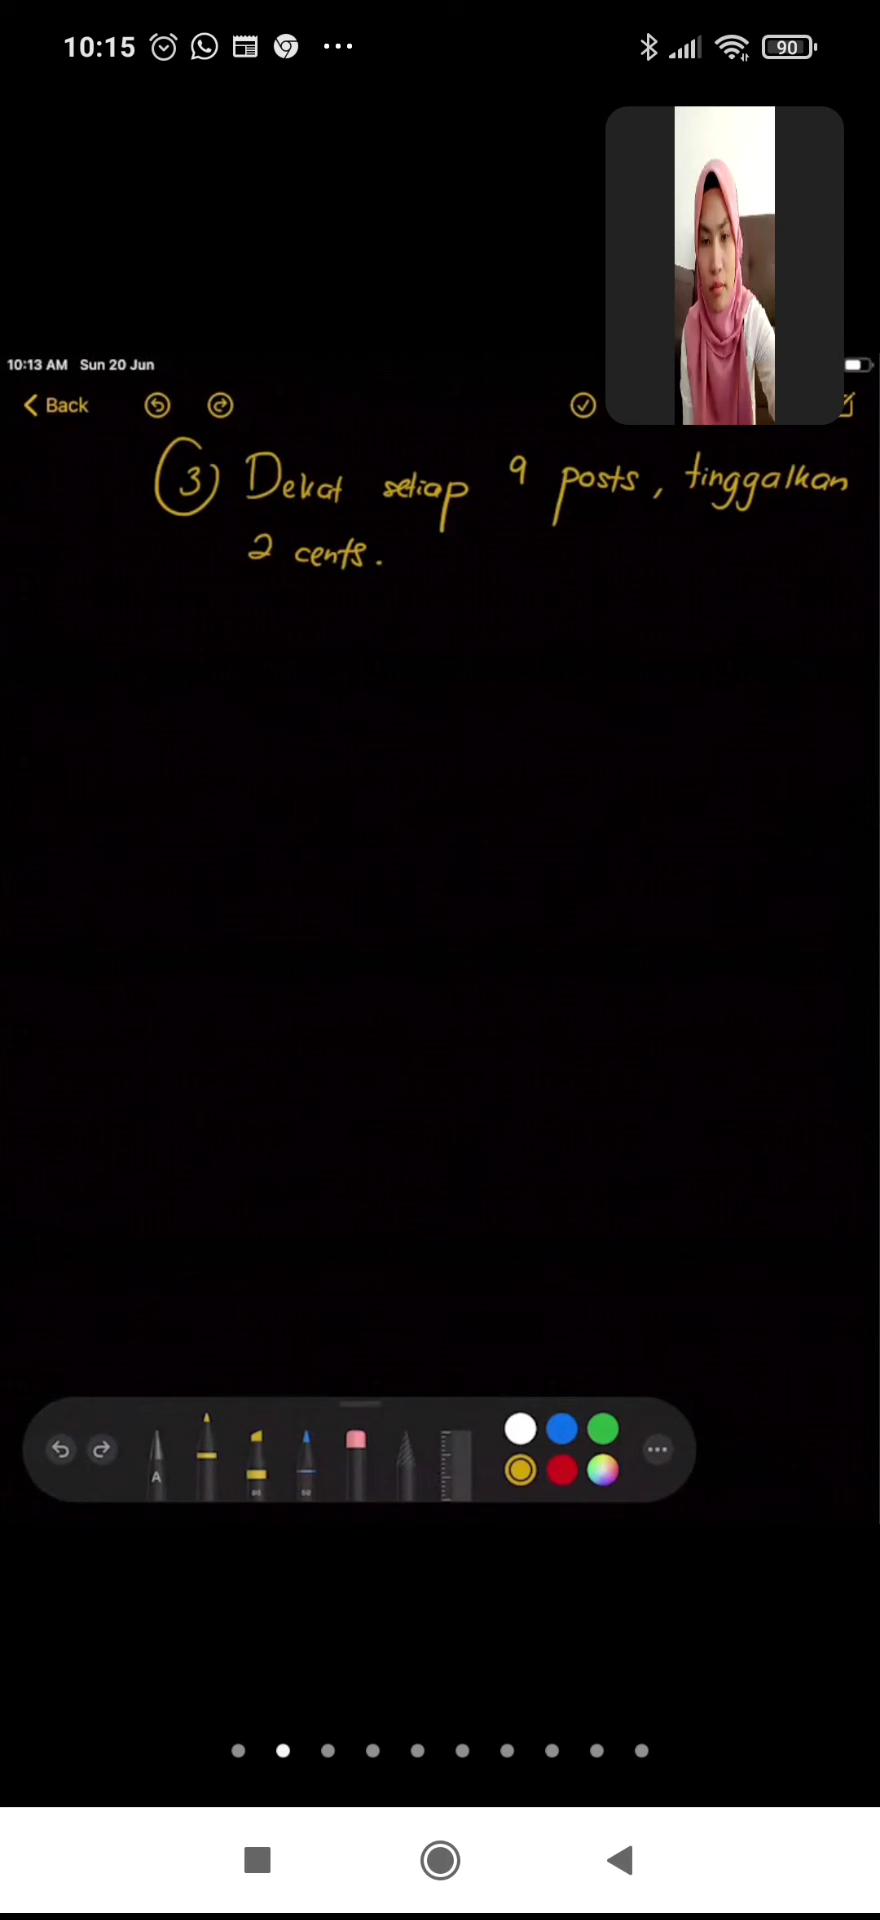 10:15
90
10:13 AM Sun 20 Jun
Back
3 Dekat setiap 9 posts, tinggalkan
2 cents.
A